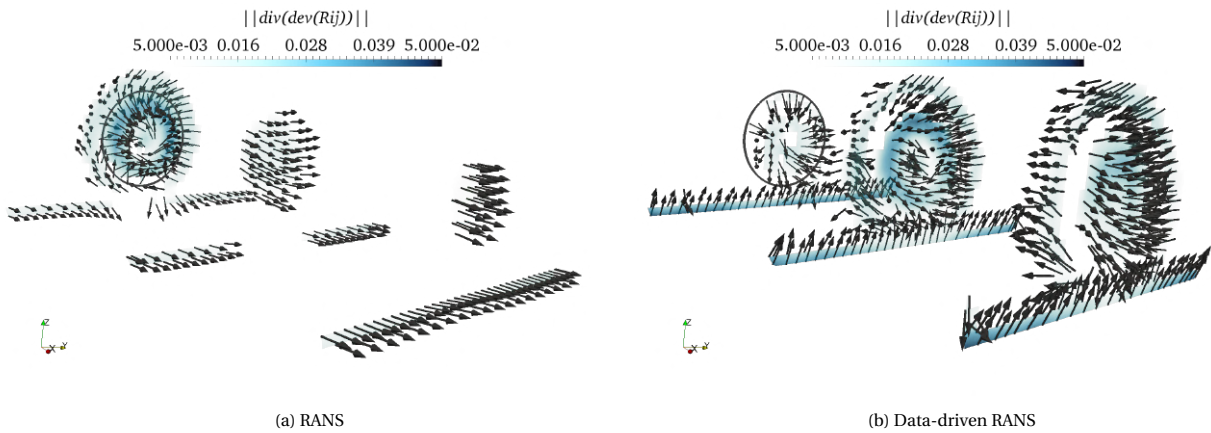 ||div(dev(Rij))||
5.000e-03 0.016 0.028 0.039 5.000e-02
Z
X
Y
(a) RANS
||div(dev(Rij))||
5.000e-03 0.016 0.028 0.039 5.000e-02
Z
X
Y
(b) Data-driven RANS